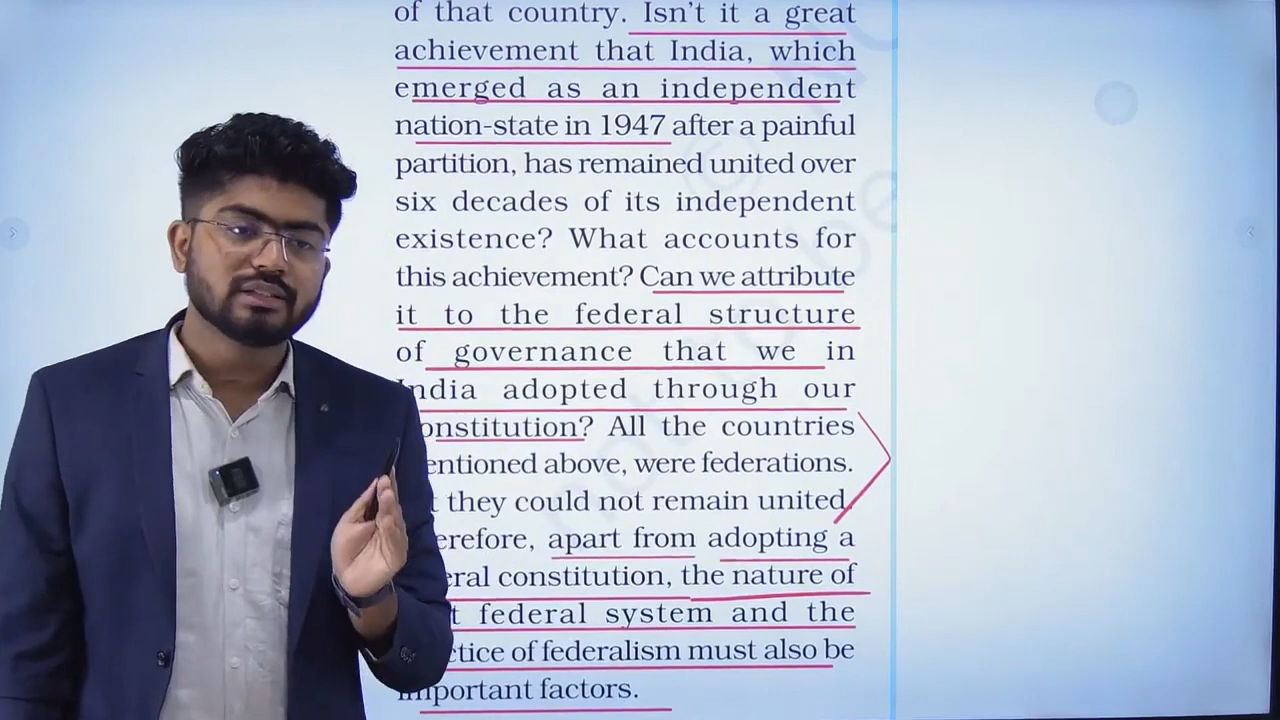 of that country. Isn't it a great
achievement that India, which
emerged as an independent
nation-state in 1947 after a painful
partition, has remained united over
six decades of its independent
existence? What accounts for
this achievement? Can we attribute
it to the federal structure
of governance that we in
India adopted through our
onstitution? All the countries
entioned above, were federations.
t they could not remain united.
erefore, apart from adopting a
eral constitution, the nature of
t federal system and the
ctice of federalism must also be
important factors.